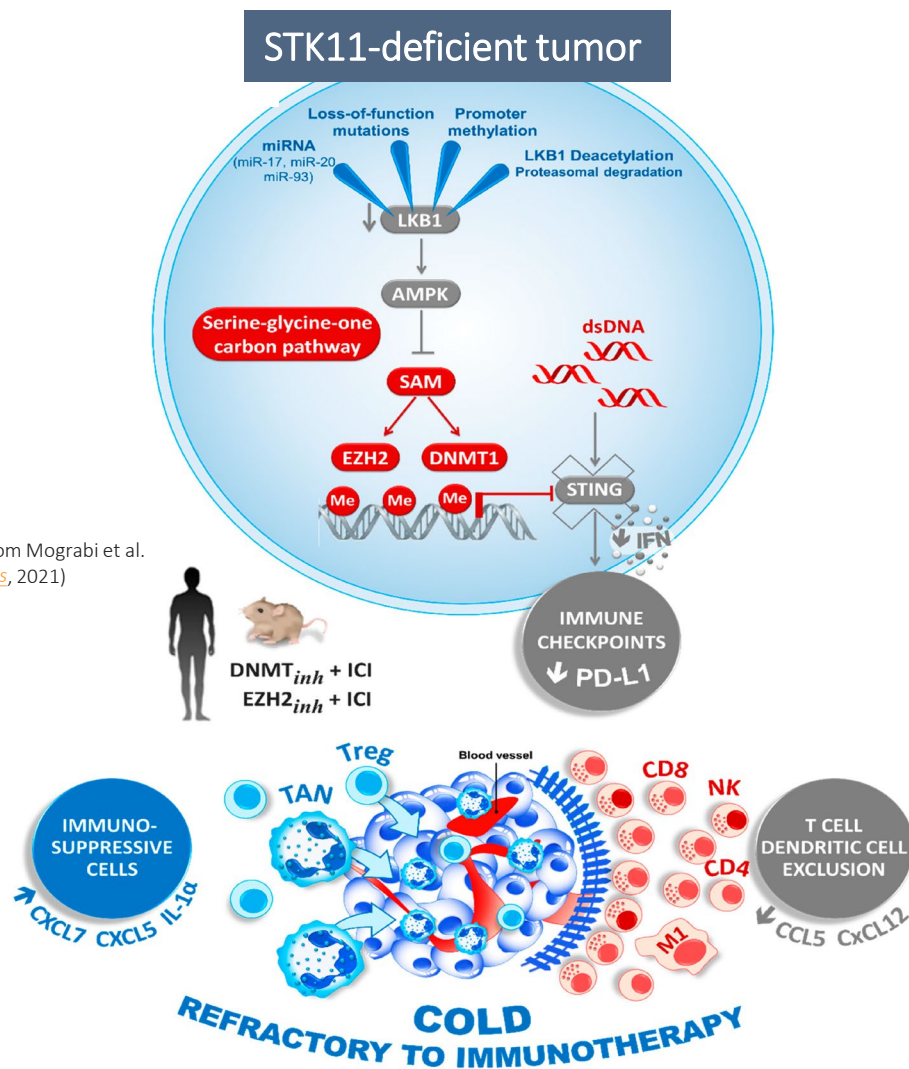 STK11-deficient tumor
Loss-of-function
mutations
Promoter
methylation
miRNA
(miR-17, miR-20
miR-93)
LKB1 Deacetylation
Proteasomal degradation
LKB1
AMPK
Serine-glycine-one
carbon pathway
dsDNA
SAM
EZH2
DNMT1
Me
Me
Me
STING
IFN
om Mograbi et al.
s, 2021)
IMMUNE
CHECKPOINTS
PD-L1
DNMTinh + ICI
EZH2inh + ICI
Treg
Blood vessel
TAN
CD8
NK
CD4
M1
IMMUNO-
SUPPRESSIVE
CELLS
CXCL7 CXCL5 IL-1α
T CELL
DENDRITIC CELL
EXCLUSION
CCL5 CxCL12
COLD
REFRACTORY TO IMMUNOTHERAPY